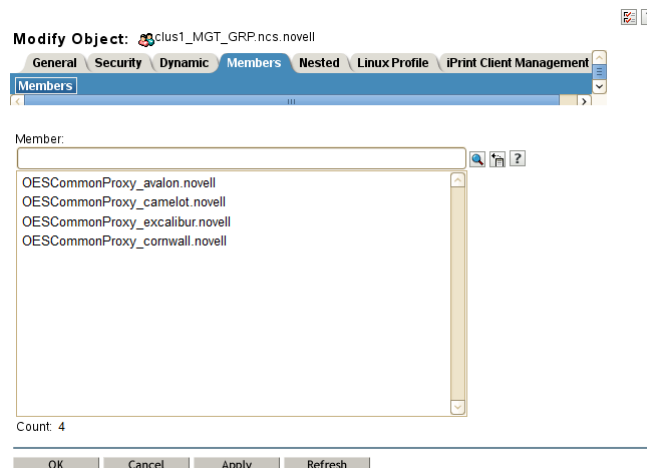 Modify Object: clus1_MGT_GRP.ncs.novell
General Security Dynamic Members Nested Linux Profile iPrint Client Management
Members
Member:
?
OESCommonProxy_avalon.novell
OESCommonProxy_camelot.novell
OESCommonProxy_excalibur.novell
OESCommonProxy_cornwall.novell
Count: 4
OK Cancel Apply Refresh